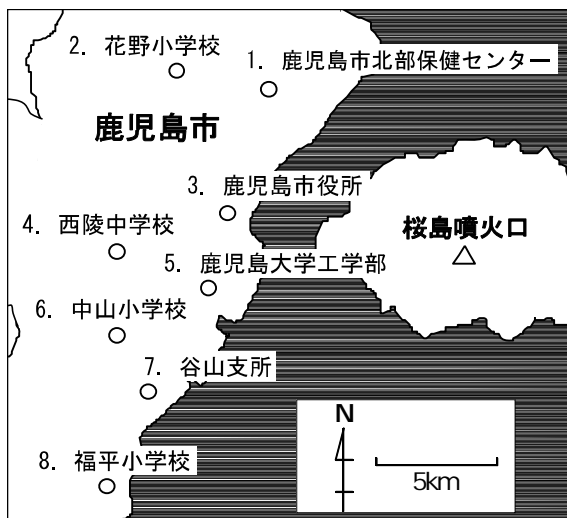 2. 花野小学校
1. 鹿児島市北部保健センター
鹿児島市
3. 鹿児島市役所
4. 西陵中学校
桜島噴火口
5. 鹿児島大学工学部
6. 中山小学校
7. 谷山支所
N
5km
8. 福平小学校